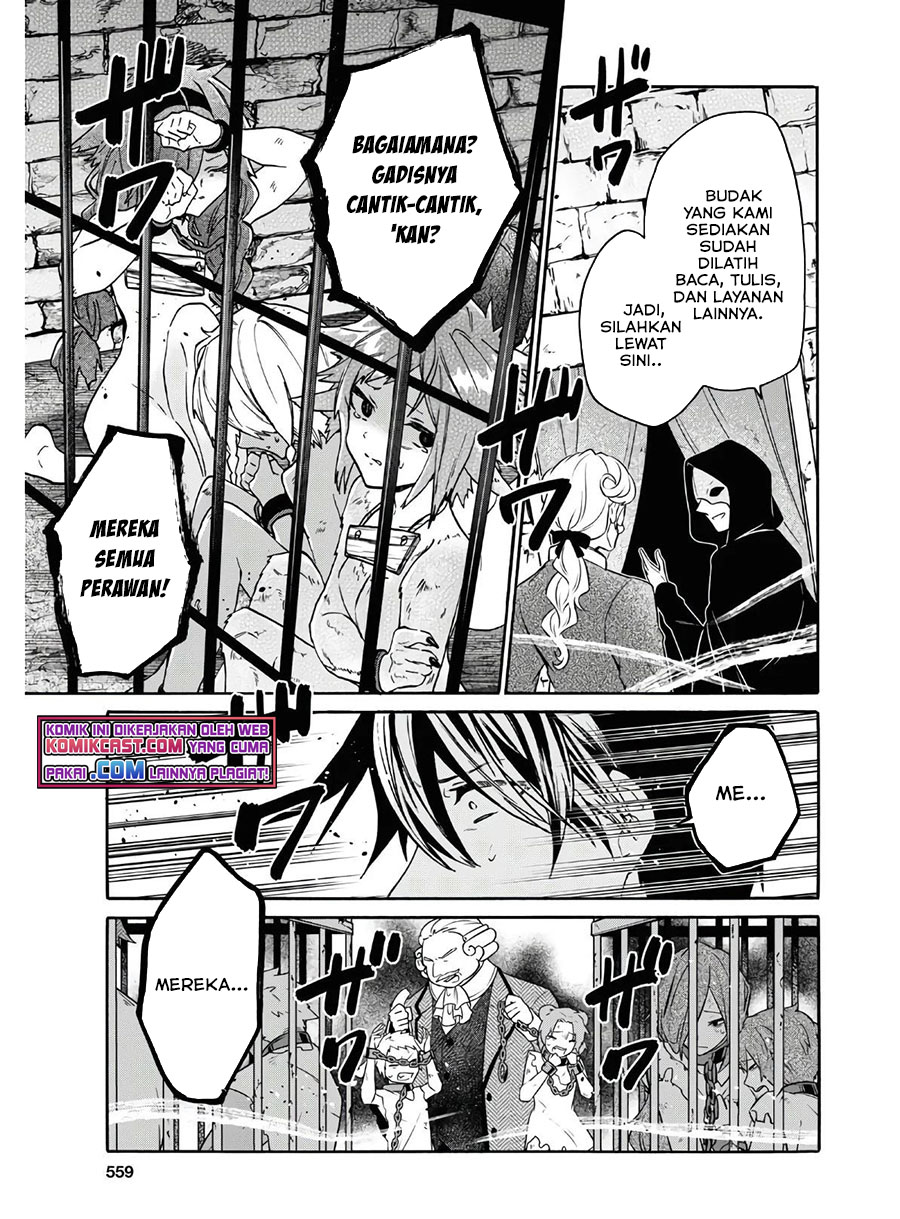 BUDAK
YANG KAMI
SEDIAKAN
SUDAH
DILATIH
BACA, TULIS,
DAN LAYANAN
LAINNYA.
JADI,
SILAHKAN
LEWAT
SINI..
ザ
ワ
ザ
ワ
BAGAIAMANA?
GADISNYA
CANTIK-CANTIK,
'KAN?
MEREKA
SEMUA
PERAWAN!
KOMIK INI DIKERJAKAN OLEH WEB
KOMIKCAST.COM YANG CUMA
PAKAI .COM LAINNYA PLAGIAT!
ME...
ザ
ワ
MEREKA...
ザ
ワ
ザ
ワ
559